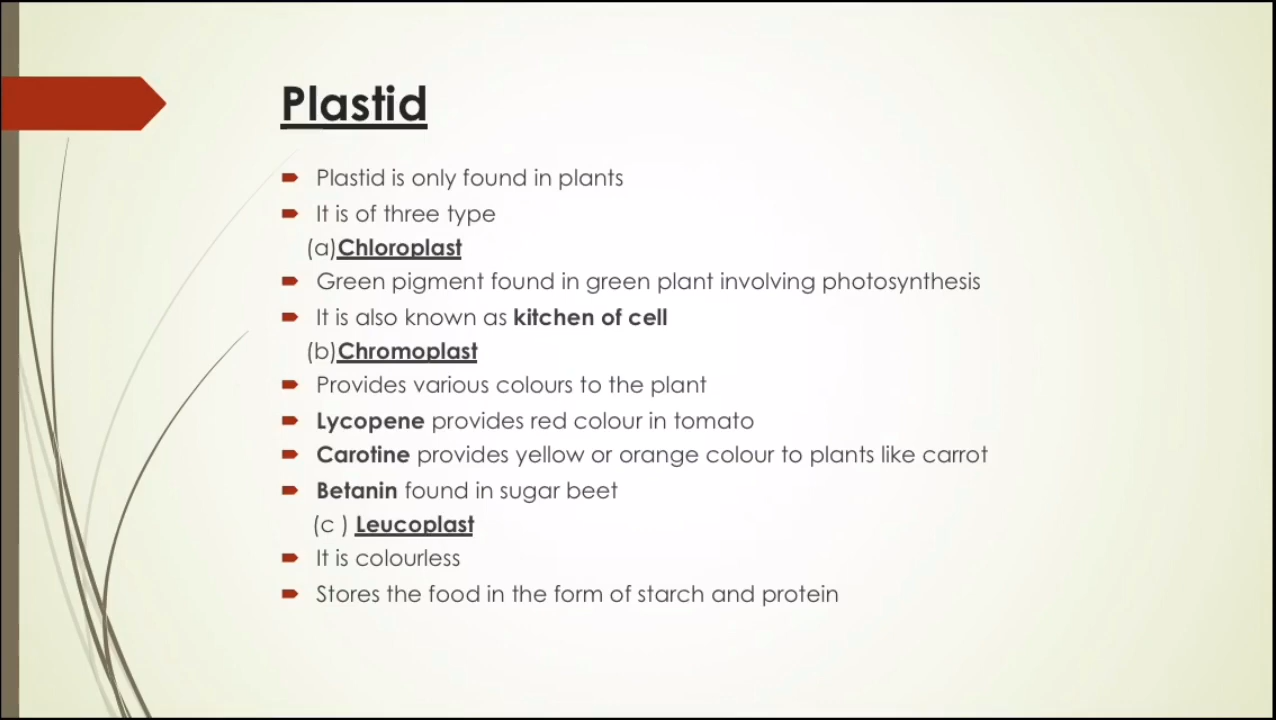 Plastid
Plastid is only found in plants
It is of three type
(a)Chloroplast
Green pigment found in green plant involving photosynthesis
It is also known as kitchen of cell
(b)Chromoplast
Provides various colours to the plant
Lycopene provides red colour in tomato
Carotine provides yellow or orange colour to plants like carrot
Betanin found in sugar beet
(c ) Leucoplast
It is colourless
Stores the food in the form of starch and protein